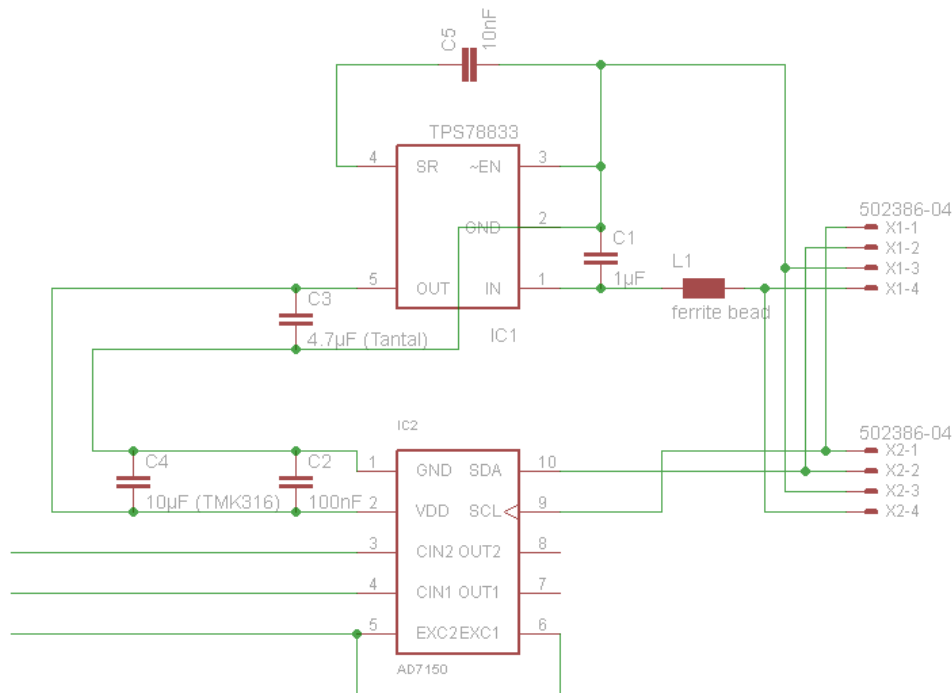 C5
10nF
TPS78833
4 SR ~EN 3
GND 2
5 OUT IN 1
IC1
C1
1µF
L1
ferrite bead
502386-04
X1-1
X1-2
X1-3
X1-4
C3
4.7µF (Tantal)
IC2
C4
10µF (TMK316)
C2
100nF
1 GND SDA 10
2 VDD SCL 9
3 CIN2 OUT2 8
4 CIN1 OUT1 7
5 EXC2 EXC1 6
AD7150
502386-04
X2-1
X2-2
X2-3
X2-4